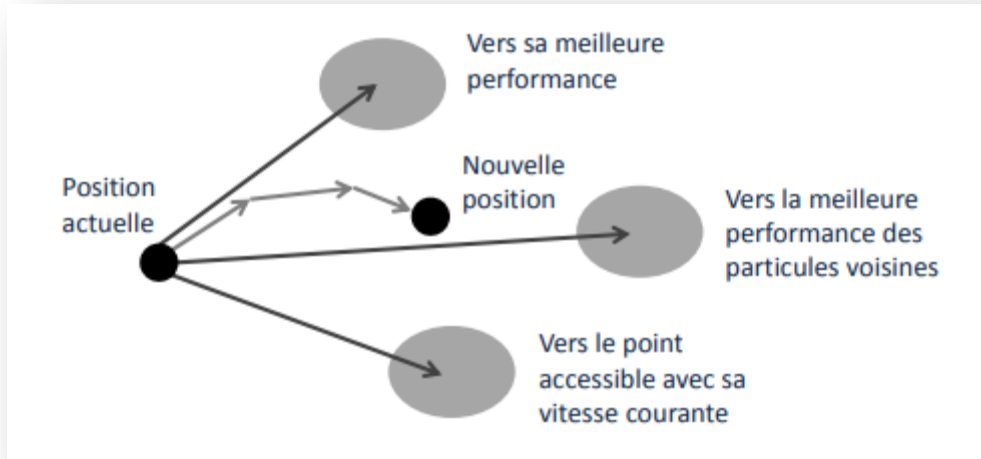 Vers sa meilleure
performance
Nouvelle
position
Position
actuelle
Vers la meilleure
performance des
particules voisines
Vers le point
accessible avec sa
vitesse courante